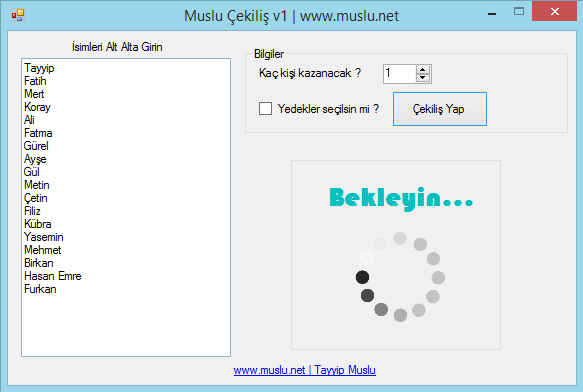 Muslu Çekiliş v1 | www.muslu.net
İsimleri Alt Alta Girin
Tayyip
Fatih
Mert
Koray
Ali
Fatma
Gürel
Ayşe
Gül
Metin
Çetin
Filiz
Kübra
Yasemin
Mehmet
Birkan
Hasan Emre
Furkan
Bilgiler
Kaç kişi kazanacak ? 1
Yedekler seçilsin mi ? Çekiliş Yap
Bekleyin...
www.muslu.net | Tayyip Muslu